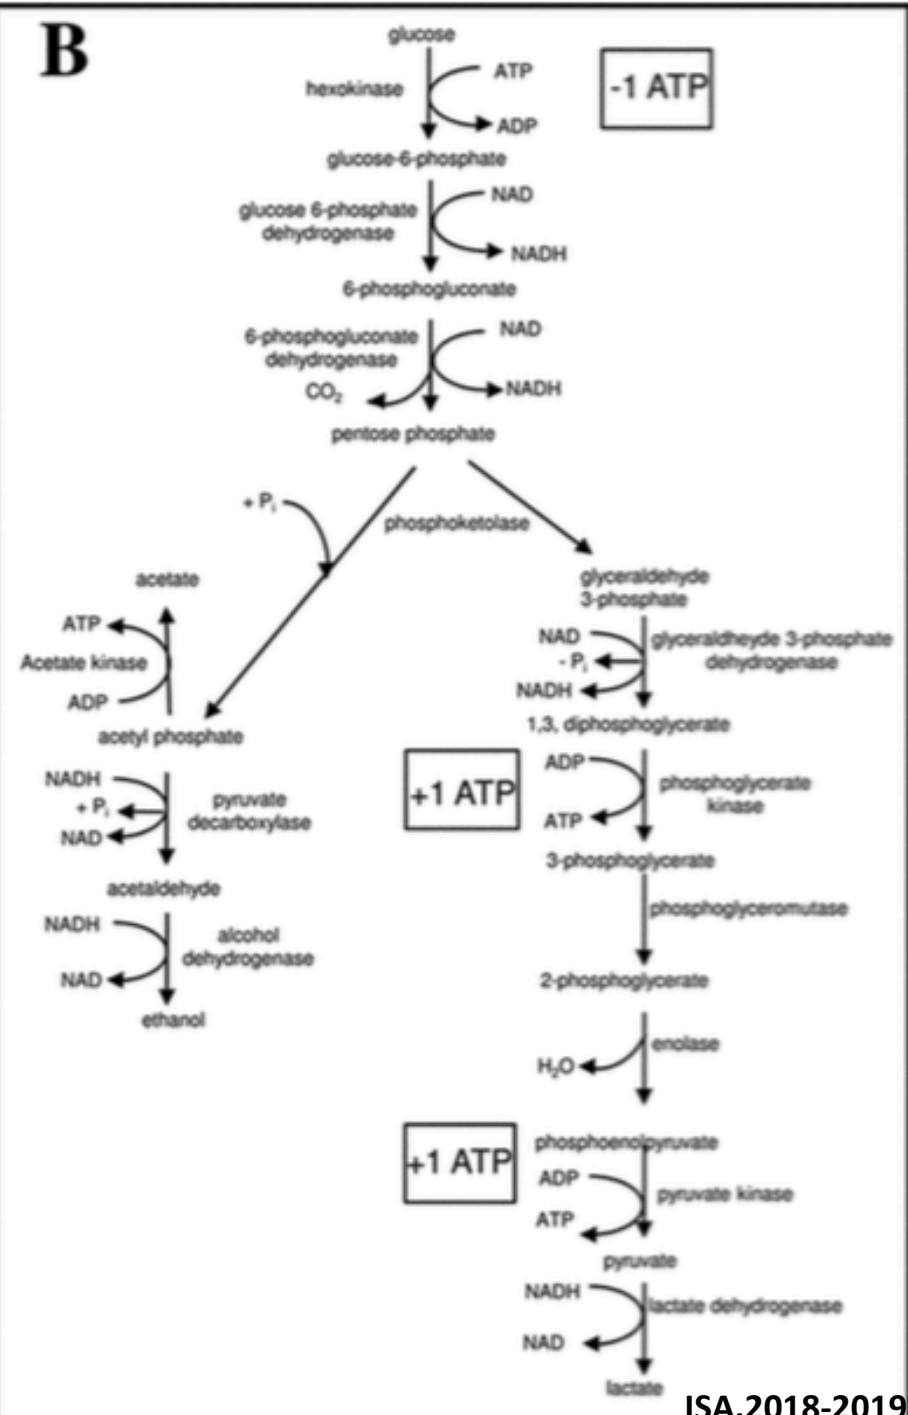 B
glucose
hexokinase
ATP
ADP
-1 ATP
glucose-6-phosphate
glucose 6-phosphate
dehydrogenase
NAD
NADH
6-phosphogluconate
6-phosphogluconate
dehydrogenase
NAD
NADH
CO₂
pentose phosphate
+ Pᵢ
phosphoketolase
acetate
ATP
Acetate kinase
ADP
acetyl phosphate
NADH
+ Pᵢ
NAD
pyruvate
decarboxylase
acetaldehyde
NADH
NAD
alcohol
dehydrogenase
ethanol
glyceraldehyde
3-phosphate
NAD
- Pᵢ
NADH
glyceraldheyde 3-phosphate
dehydrogenase
1,3, diphosphoglycerate
+1 ATP
ADP
ATP
phosphoglycerate
kinase
3-phosphoglycerate
phosphoglyceromutase
2-phosphoglycerate
enolase
H₂O
phosphoenolpyruvate
+1 ATP
ADP
ATP
pyruvate kinase
pyruvate
NADH
NAD
lactate dehydrogenase
lactate
ISA.2018-2019